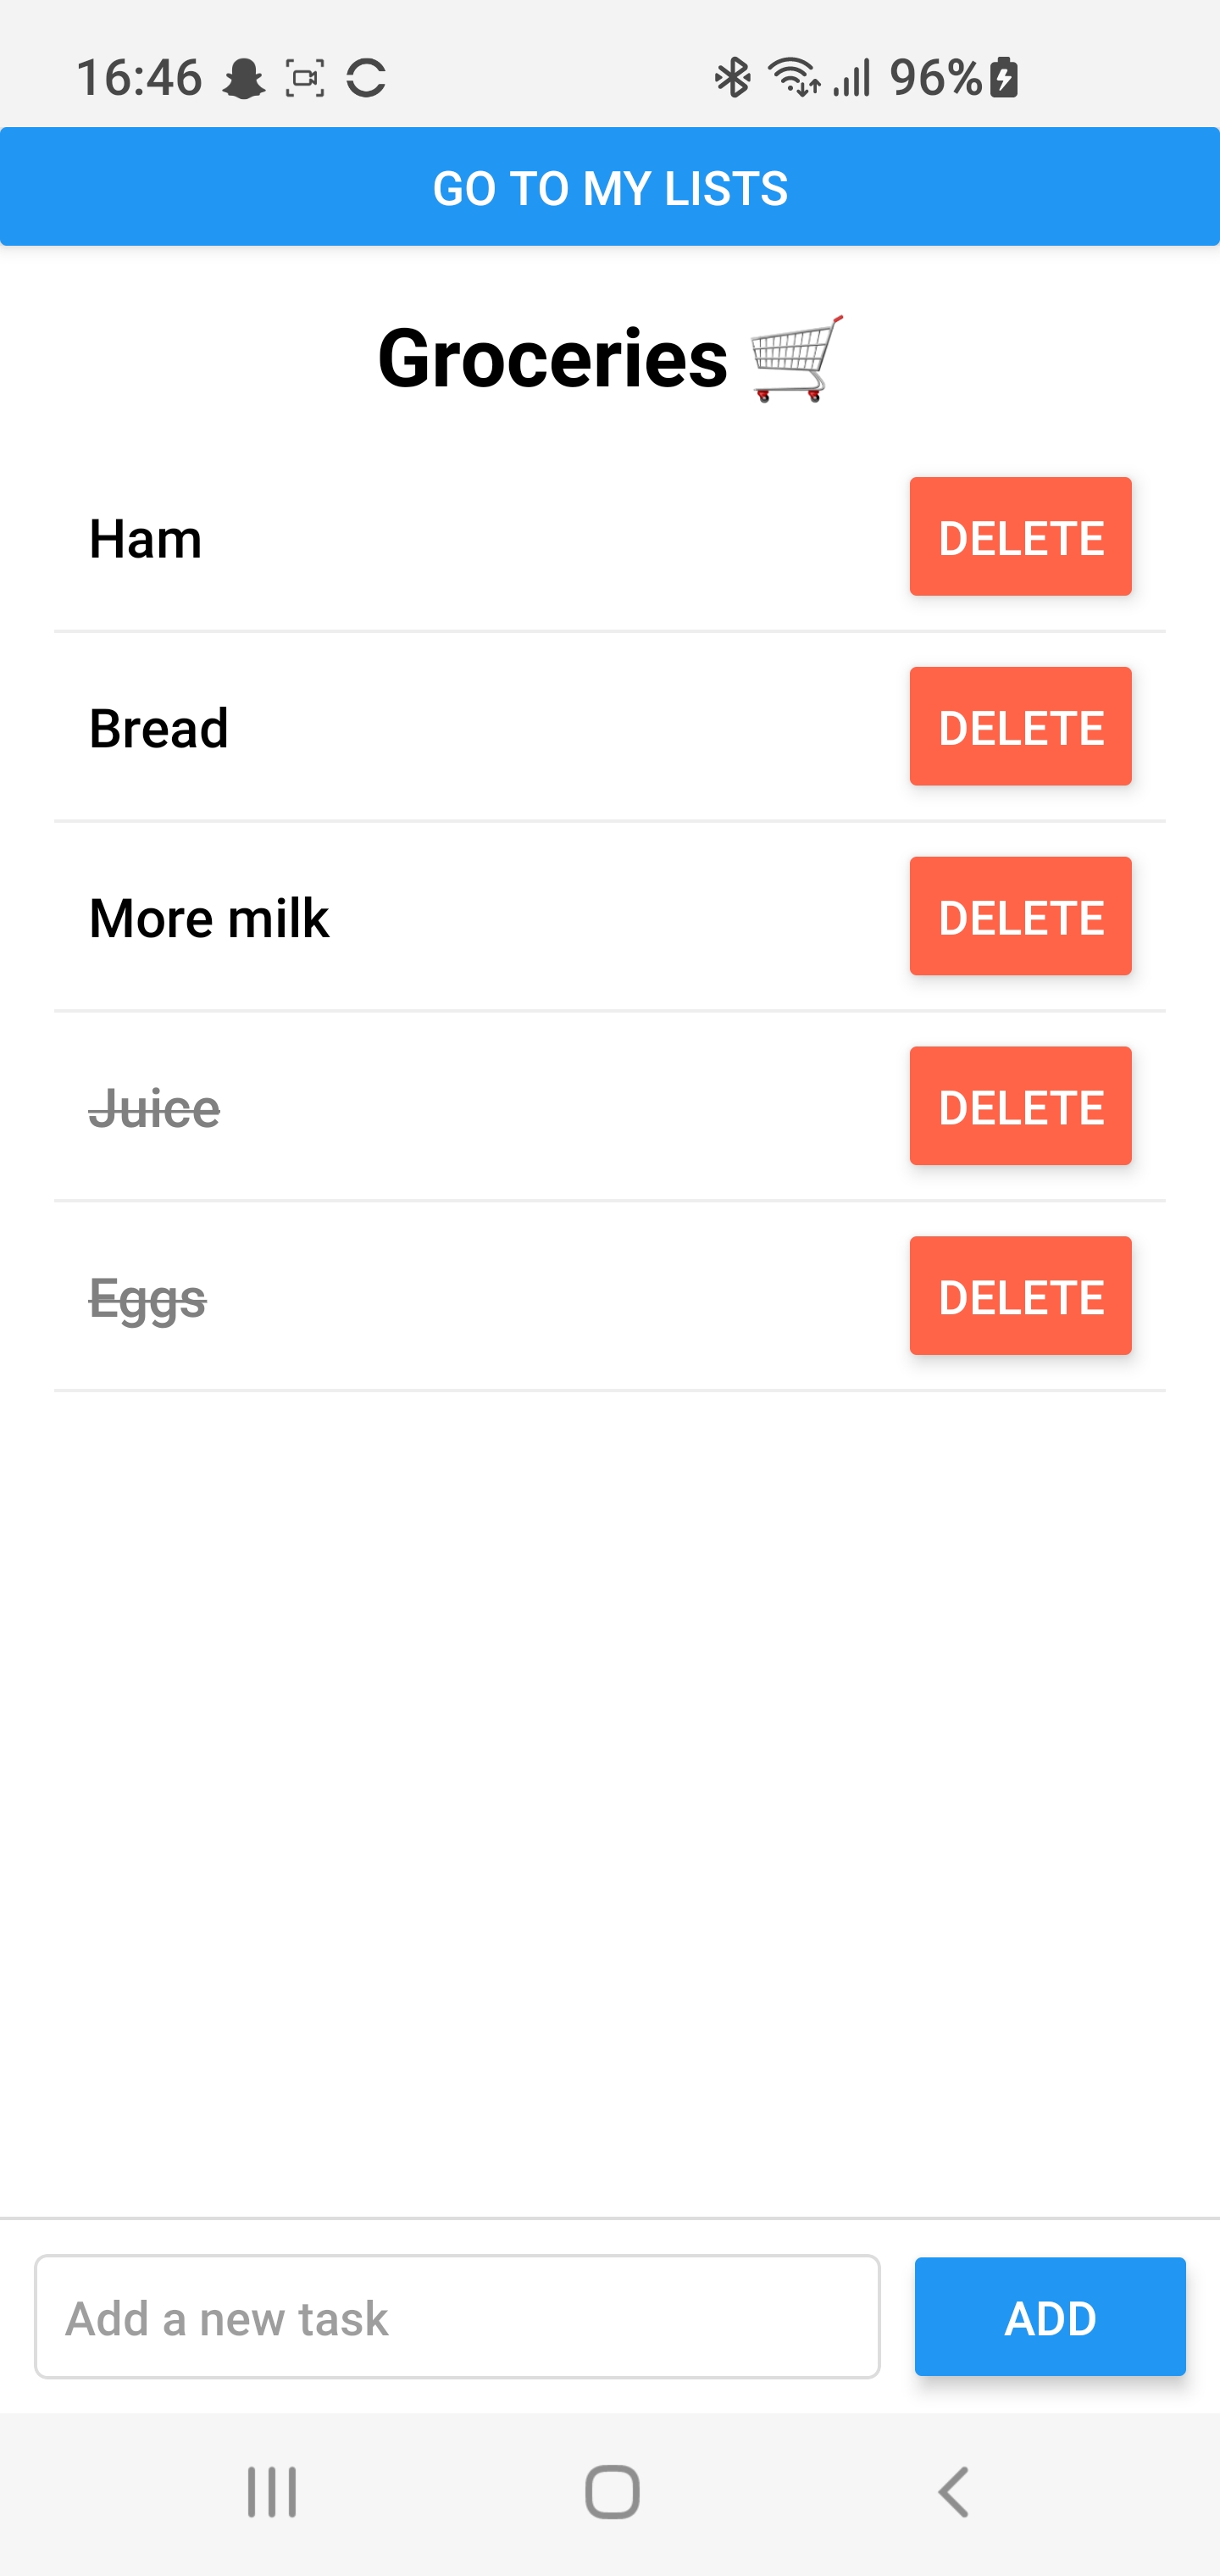 16:46 96%
GO TO MY LISTS
Groceries 🛒
Ham DELETE
Bread DELETE
More milk DELETE
Juice DELETE
Eggs DELETE
Add a new task ADD